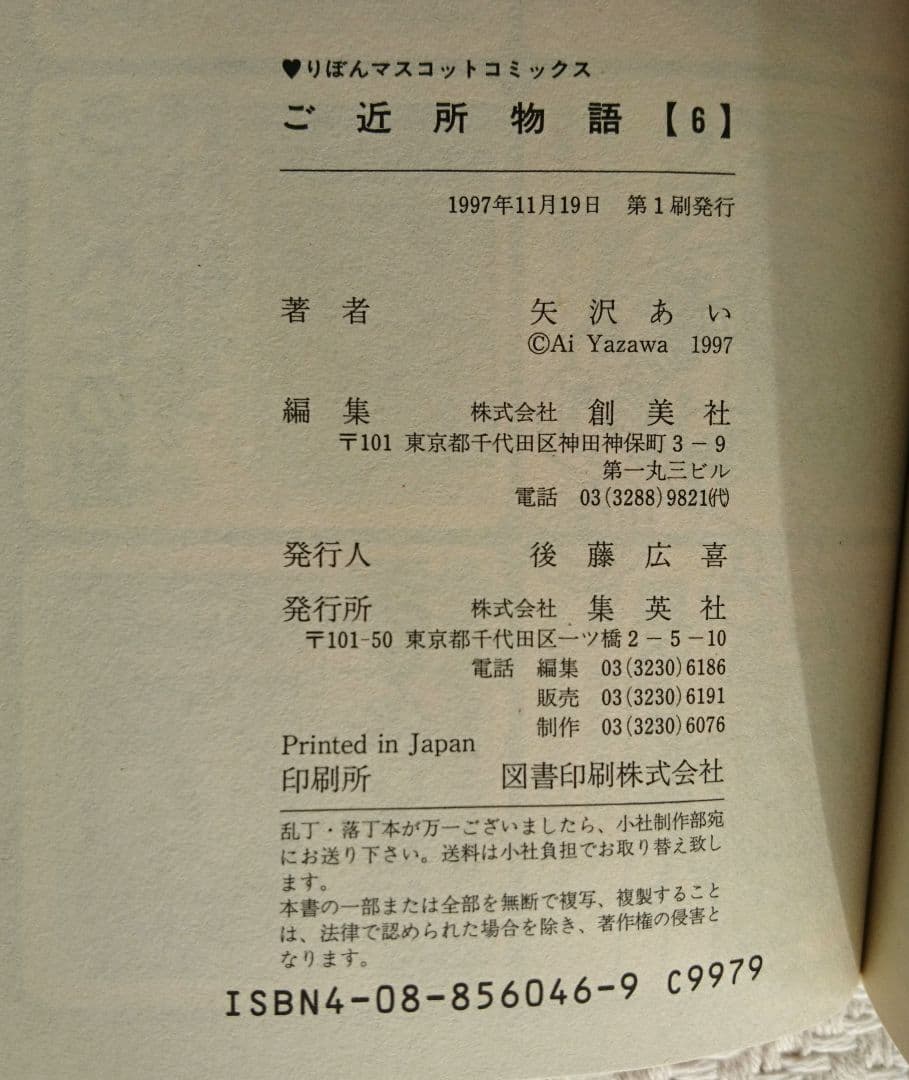 ♥りぼんマスコットコミックス
ご近所物語【6】
1997年11月19日 第1刷発行
著者 矢沢あい
©Ai Yazawa 1997
編集 株式会社 創美社
〒101 東京都千代田区神田神保町3-9
第一丸三ビル
電話 03(3288)9821㈹
発行人 後藤広喜
発行所 株式会社 集英社
〒101-50 東京都千代田区一ツ橋2-5-10
電話 編集 03(3230)6186
販売 03(3230)6191
制作 03(3230)6076
Printed in Japan
印刷所 図書印刷株式会社
乱丁・落丁本が万一ございましたら、小社制作部宛
にお送り下さい。送料は小社負担でお取り替え致し
ます。
本書の一部または全部を無断で複写、複製すること
は、法律で認められた場合を除き、著作権の侵害と
なります。
ISBN4-08-856046-9 C9979